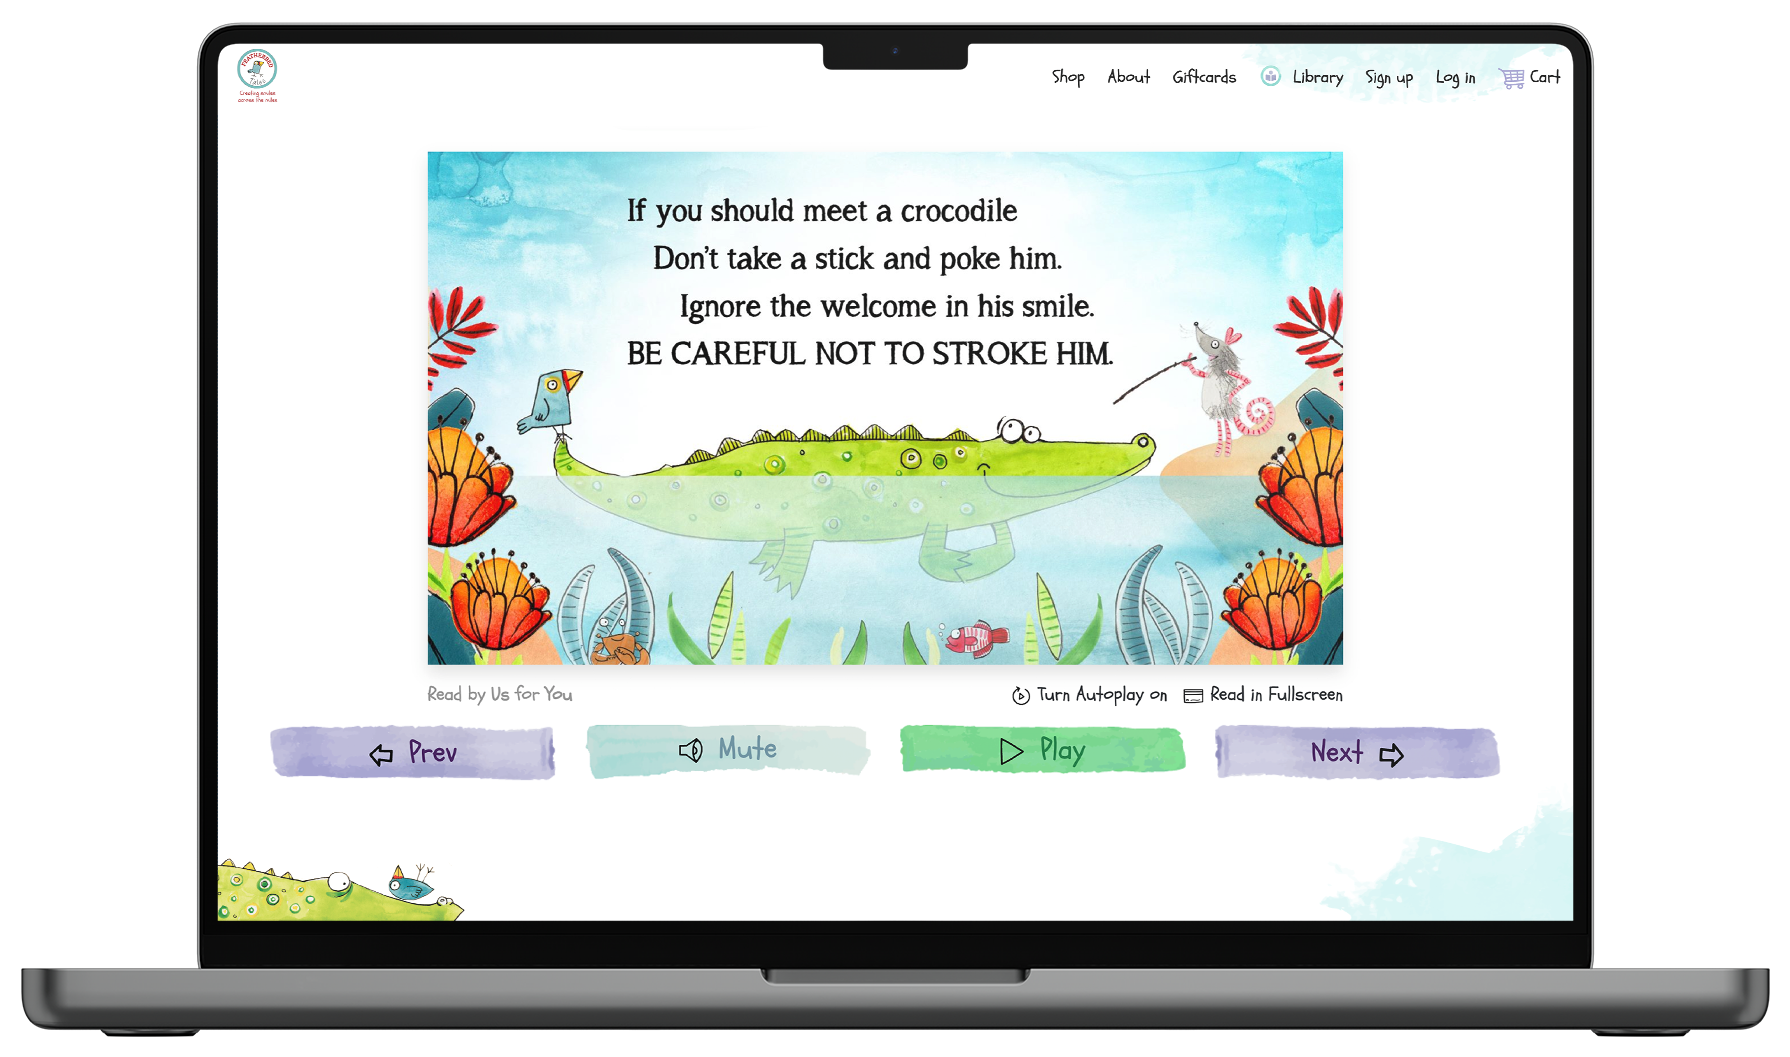 FEATHERBED
Tales
Creating smiles
across the miles
Shop About Giftcards Library Sign up Log in Cart
If you should meet a crocodile
Don't take a stick and poke him.
Ignore the welcome in his smile.
BE CAREFUL NOT TO STROKE HIM.
Read by Us for You
Turn Autoplay on Read in Fullscreen
Prev Mute Play Next